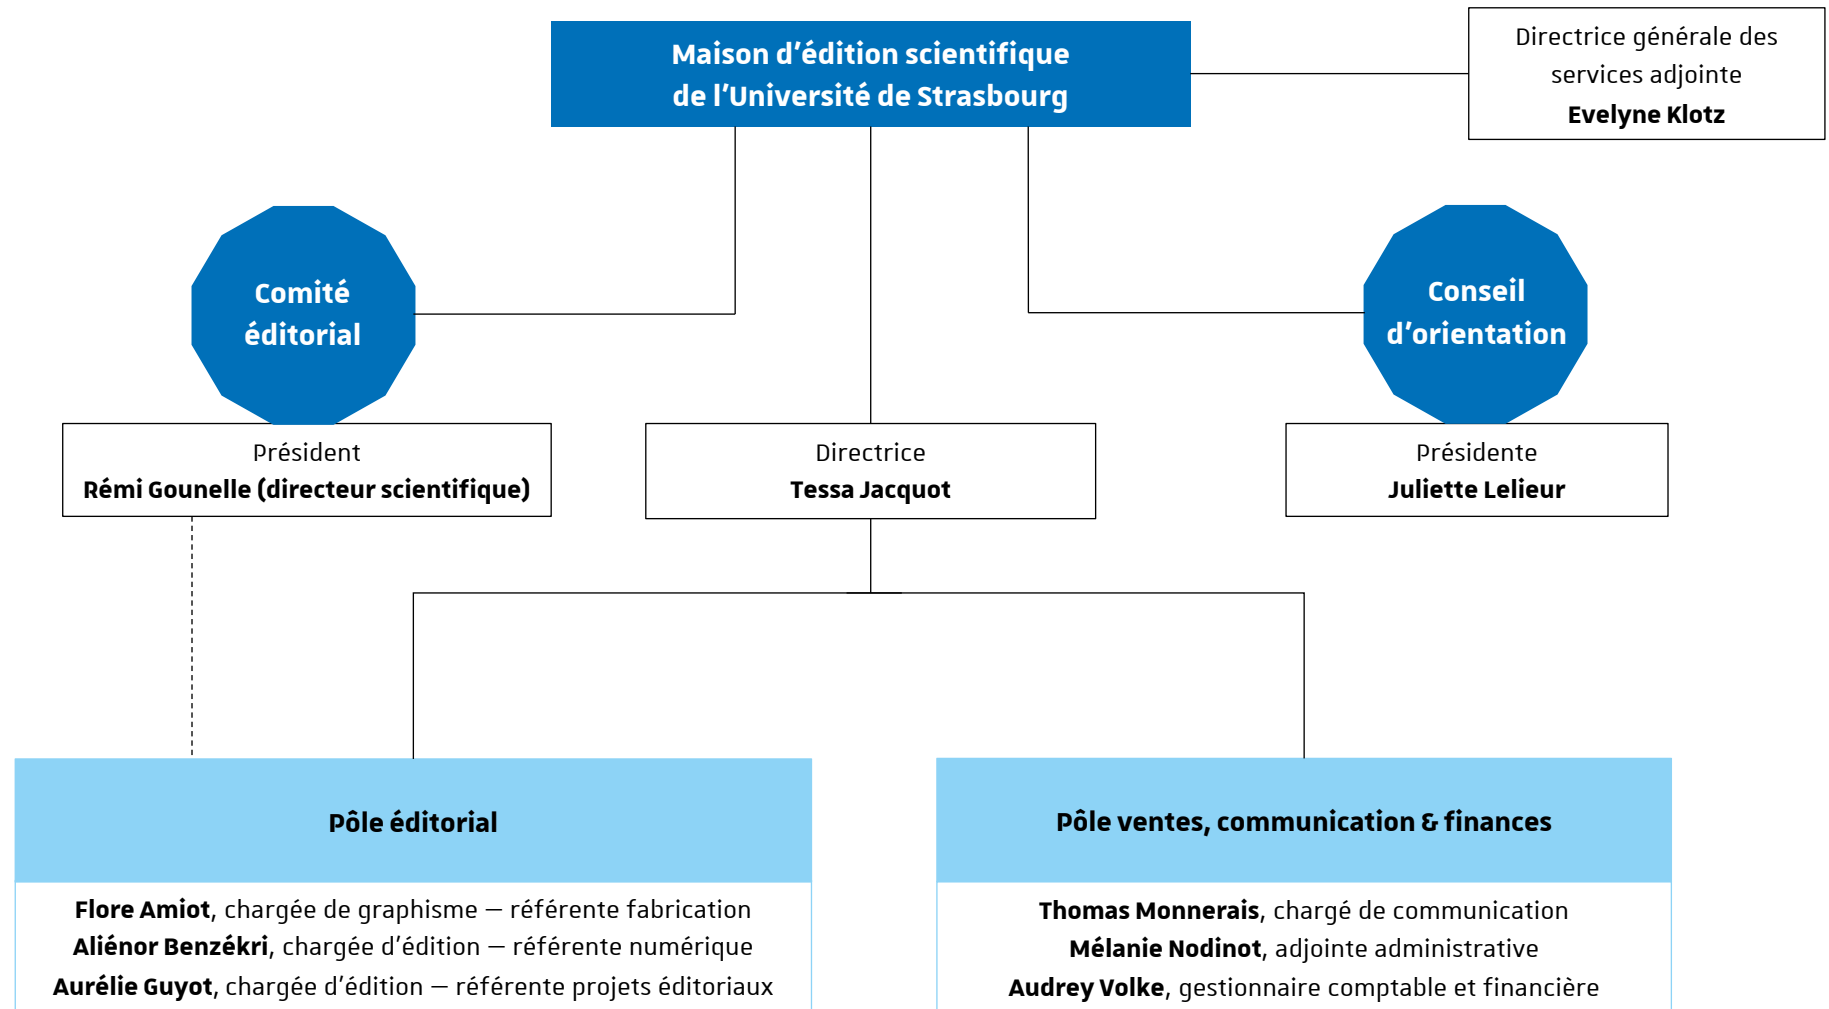 Maison d'édition scientifique
de l'Université de Strasbourg
Directrice générale des
services adjointe
Evelyne Klotz
Comité
éditorial
Conseil
d'orientation
Président
Rémi Gounelle (directeur scientifique)
Directrice
Tessa Jacquot
Présidente
Juliette Lelieur
Pôle éditorial
Flore Amiot, chargée de graphisme — référente fabrication
Aliénor Benzékri, chargée d'édition — référente numérique
Aurélie Guyot, chargée d'édition — référente projets éditoriaux
Pôle ventes, communication & finances
Thomas Monnerais, chargé de communication
Mélanie Nodinot, adjointe administrative
Audrey Volke, gestionnaire comptable et financière